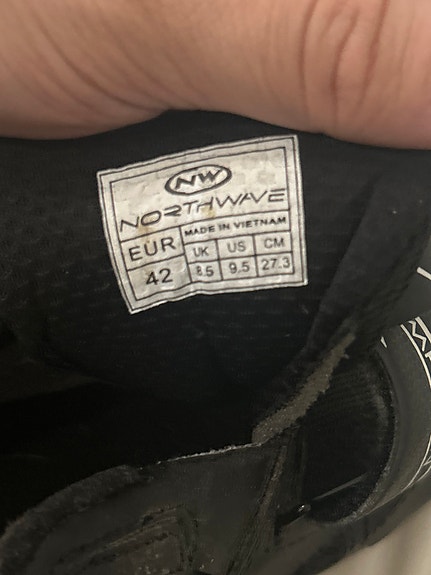 NW
NORTHWAVE
MADE IN VIETNAM
EUR UK US CM
42 8.5 9.5 27.3